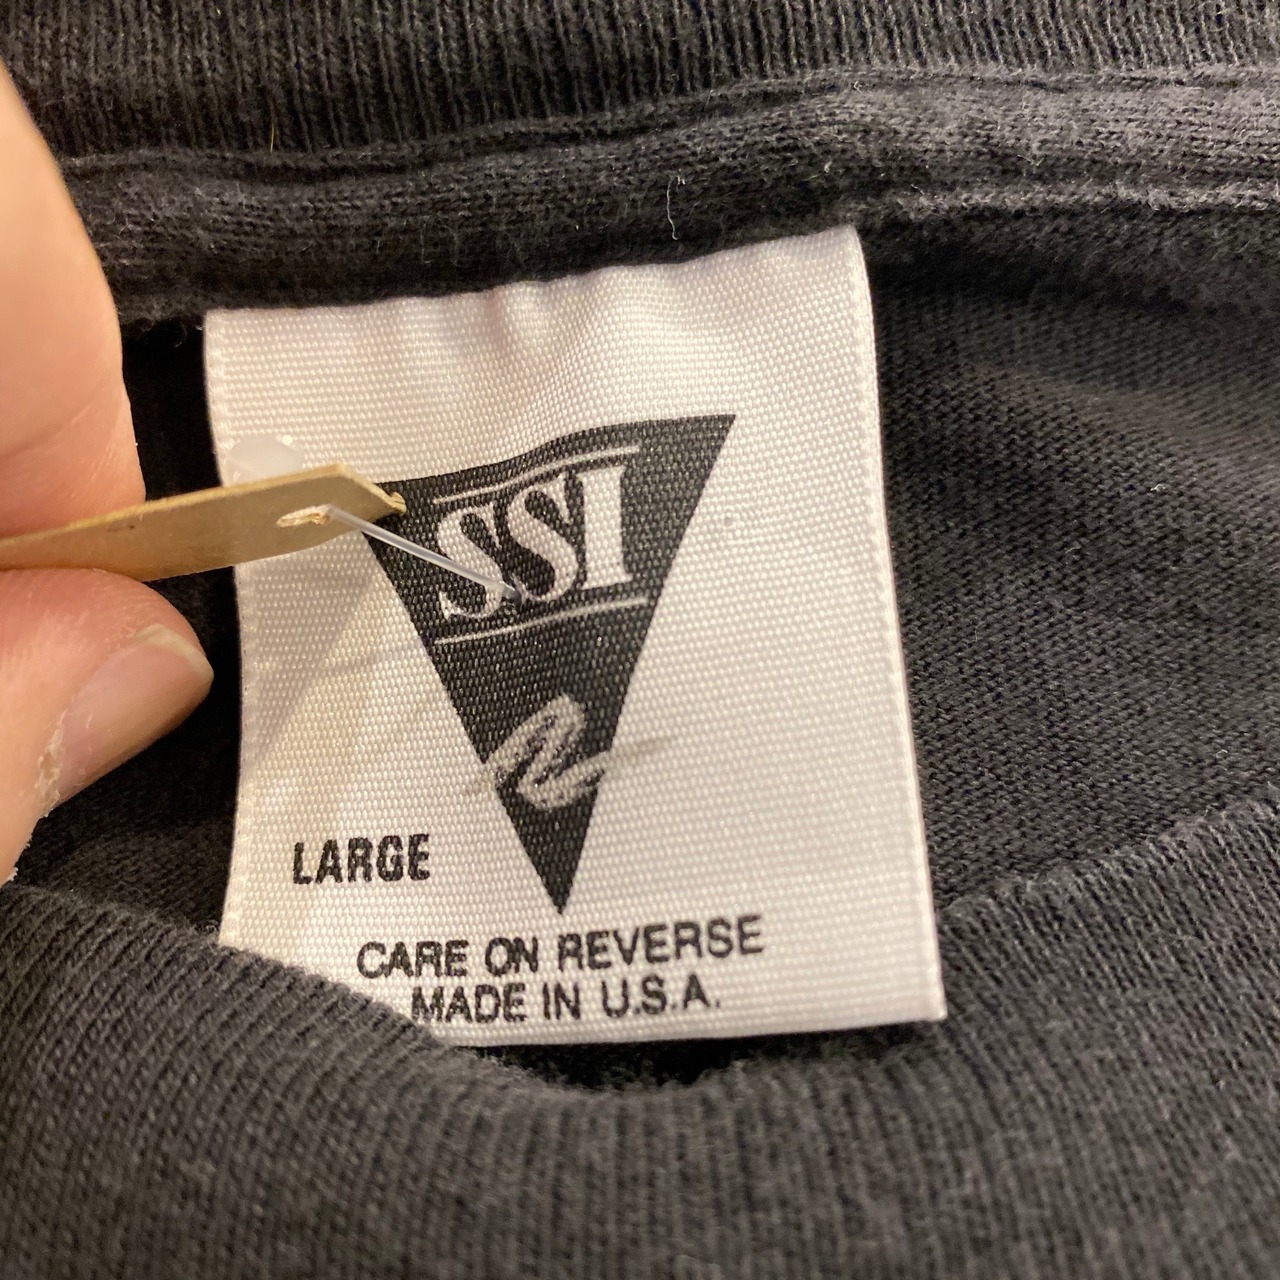 SSI
LARGE
CARE ON REVERSE
MADE IN U.S.A.